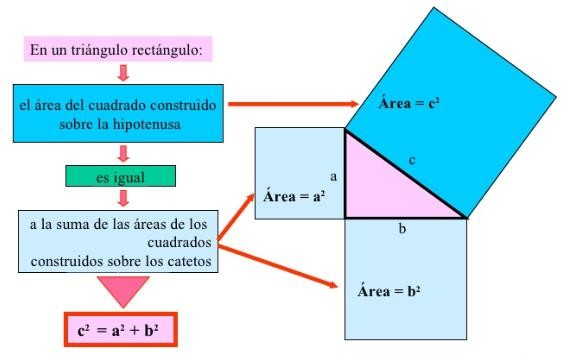 En un triángulo rectángulo:
el área del cuadrado construido
sobre la hipotenusa
es igual
a la suma de las áreas de los
cuadrados
construidos sobre los catetos
c² = a² + b²
Área = c²
c
a
Área = a²
b
Área = b²